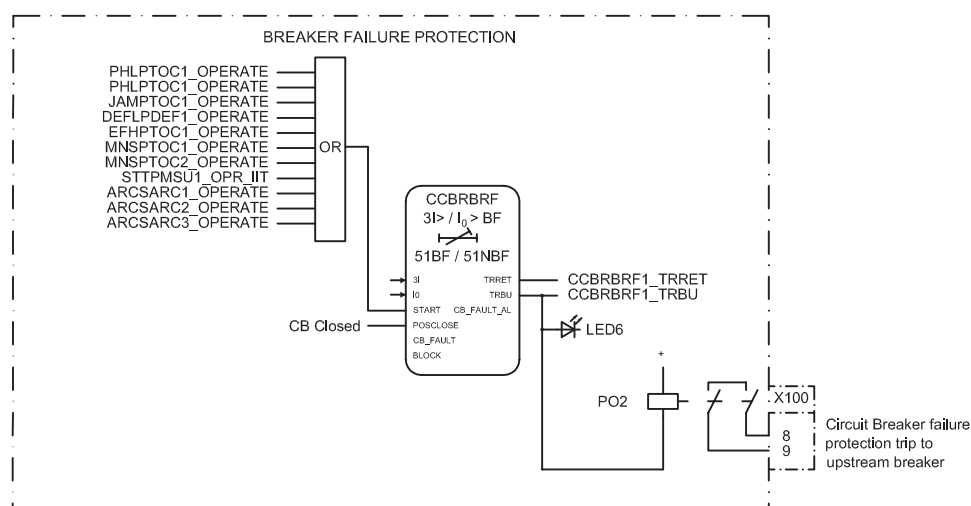 BREAKER FAILURE PROTECTION
PHLPTOC1_OPERATE
PHLPTOC1_OPERATE
JAMPTOC1_OPERATE
DEFLPDEF1_OPERATE
EFHPTOC1_OPERATE
MNSPTOC1_OPERATE
MNSPTOC2_OPERATE
STTPMSU1_OPR_IIT
ARCSARC1_OPERATE
ARCSARC2_OPERATE
ARCSARC3_OPERATE
OR
CCBRBRF
3I> / I0 > BF
51BF / 51NBF
3I
I0
START
POSCLOSE
CB_FAULT
BLOCK
TRRET
TRBU
CB_FAULT_AL
CB Closed
CCBRBRF1_TRRET
CCBRBRF1_TRBU
LED6
+
PO2
X100
8
9
Circuit Breaker failure
protection trip to
upstream breaker